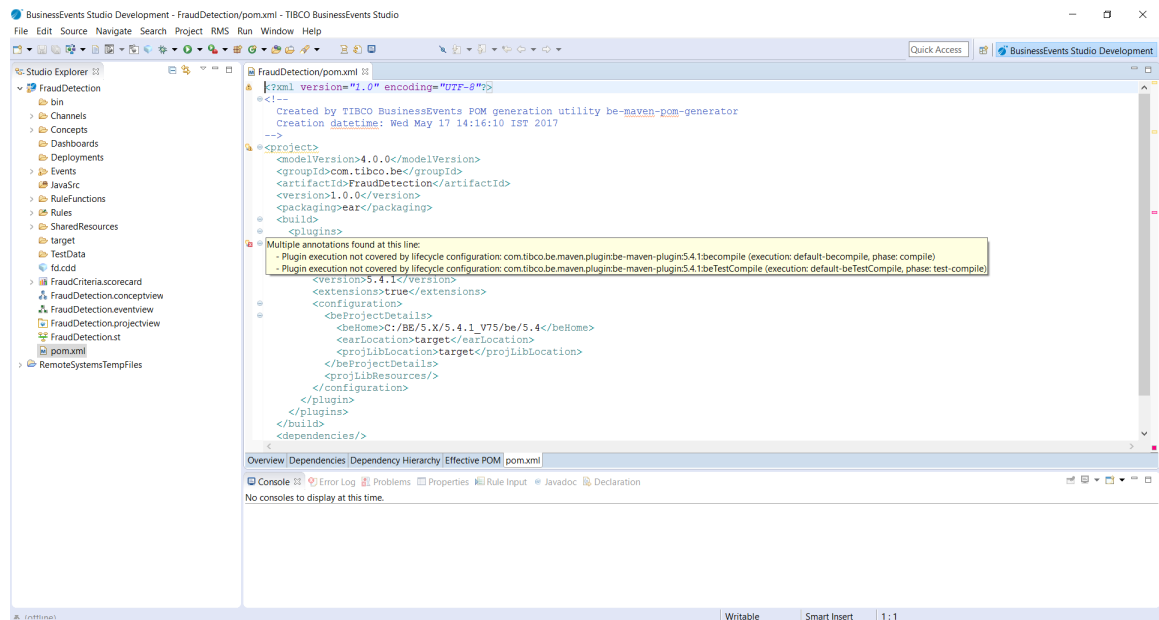 BusinessEvents Studio Development - FraudDetection/pom.xml - TIBCO BusinessEvents Studio
File Edit Source Navigate Search Project RMS Run Window Help
Quick Access
BusinessEvents Studio Development
Studio Explorer
FraudDetection
bin
Channels
Concepts
Dashboards
Deployments
Events
JavaSrc
RuleFunctions
Rules
SharedResources
target
TestData
fd.cdd
FraudCriteria.scorecard
FraudDetection.conceptview
FraudDetection.eventview
FraudDetection.projectview
FraudDetection.st
pom.xml
RemoteSystemsTempFiles
FraudDetection/pom.xml
<?xml version="1.0" encoding="UTF-8"?>
<!--
Created by TIBCO BusinessEvents POM generation utility be-maven-pom-generator
Creation datetime: Wed May 17 14:16:10 IST 2017
-->
<project>
<modelVersion>4.0.0</modelVersion>
<groupId>com.tibco.be</groupId>
<artifactId>FraudDetection</artifactId>
<version>1.0.0</version>
<packaging>ear</packaging>
<build>
<plugins>
Multiple annotations found at this line:
- Plugin execution not covered by lifecycle configuration: com.tibco.be.maven.plugin:be-maven-plugin:5.4.1:becompile (execution: default-becompile, phase: compile)
- Plugin execution not covered by lifecycle configuration: com.tibco.be.maven.plugin:be-maven-plugin:5.4.1:beTestCompile (execution: default-beTestCompile, phase: test-compile)
<version>5.4.1</version>
<extensions>true</extensions>
<configuration>
<beProjectDetails>
<beHome>C:/BE/5.X/5.4.1_V75/be/5.4</beHome>
<earLocation>target</earLocation>
<projLibLocation>target</projLibLocation>
</beProjectDetails>
<projLibResources/>
</configuration>
</plugin>
</plugins>
</build>
<dependencies/>
Overview Dependencies Dependency Hierarchy Effective POM pom.xml
Console Error Log Problems Properties Rule Input Javadoc Declaration
No consoles to display at this time.
(offline)
Writable Smart Insert 1 : 1